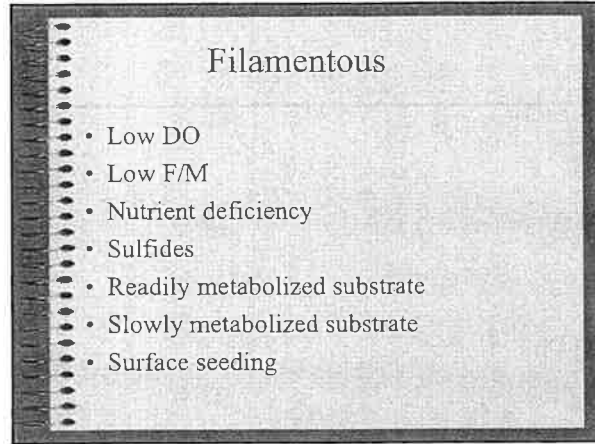 Filamentous
• Low DO
• Low F/M
• Nutrient deficiency
• Sulfides
• Readily metabolized substrate
• Slowly metabolized substrate
• Surface seeding